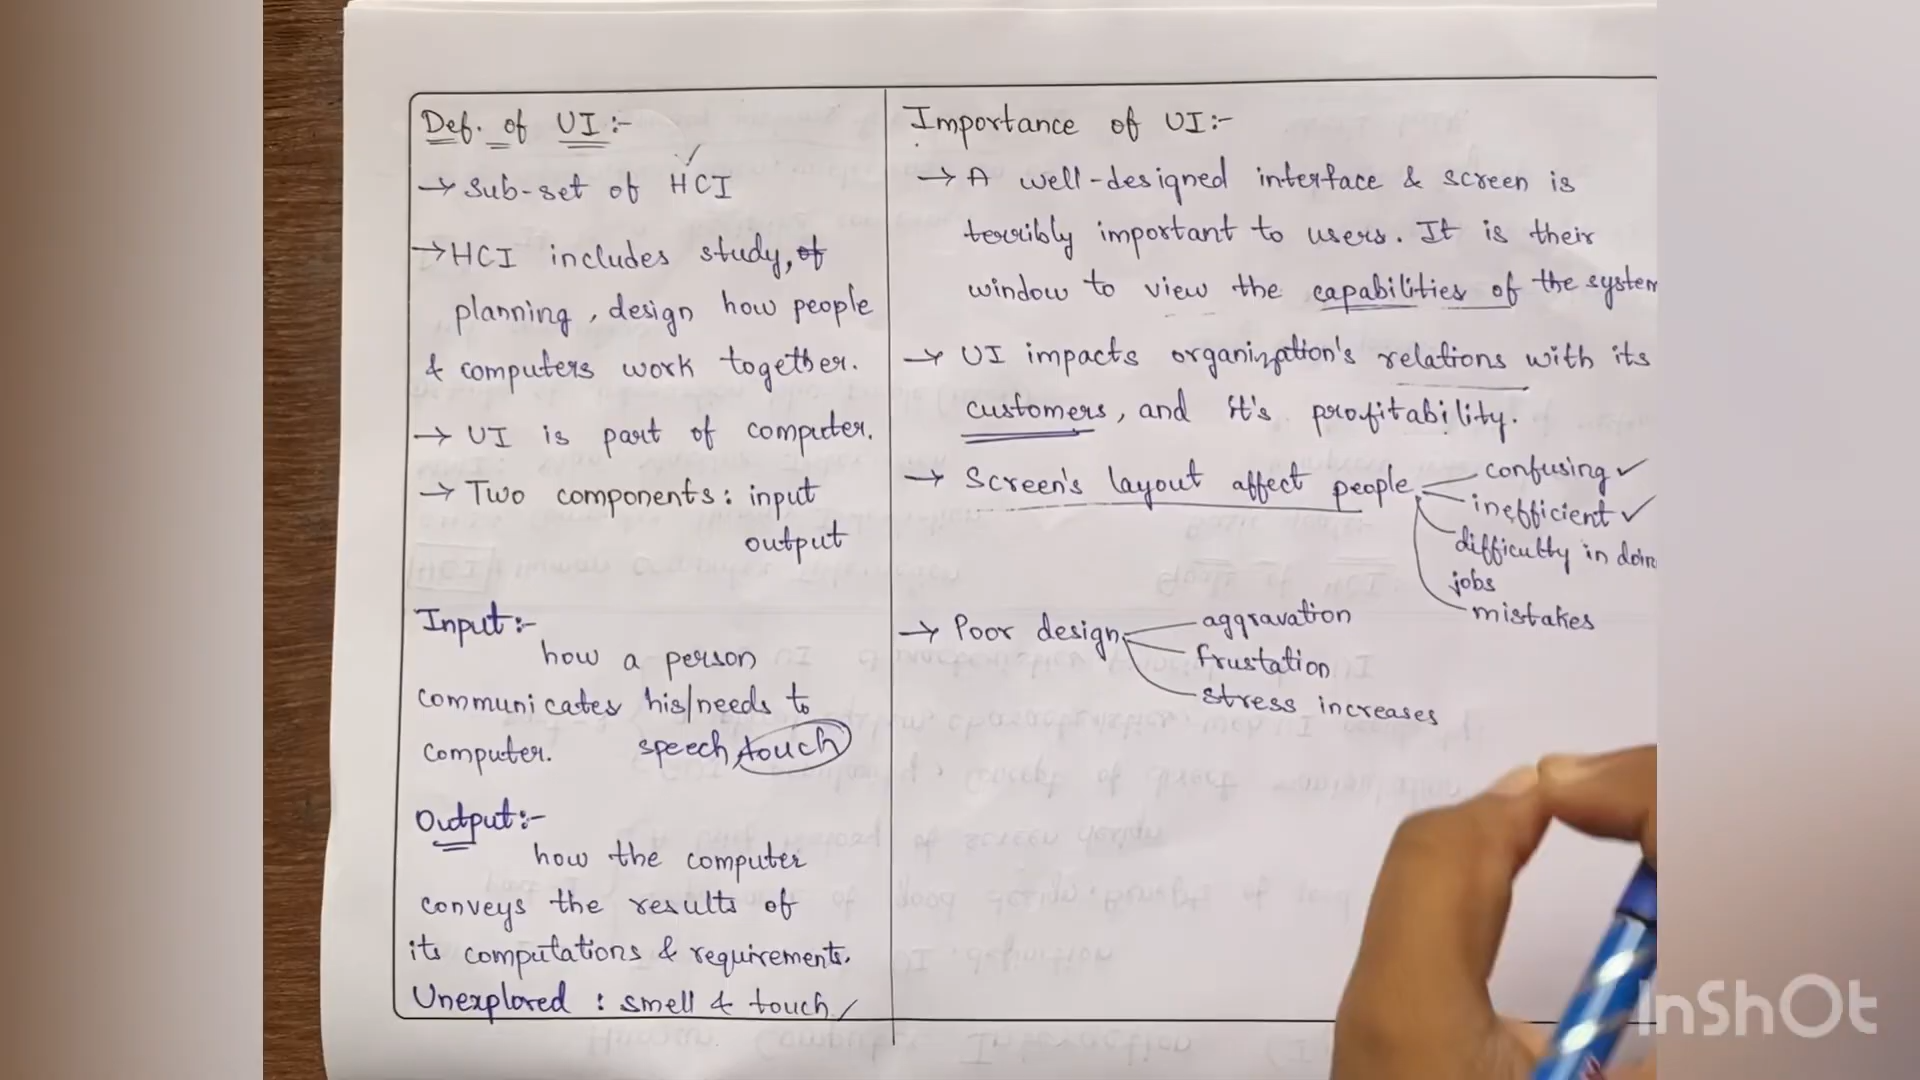 Def. of UI :-
→ Sub-set of HCI
→ HCI includes study, of
planning, design how people
& computers work together.
→ UI is part of computer.
→ Two components: input
output
Input:-
how a person
communicates his/needs to
computer. speech, touch
Output:-
how the computer
conveys the results of
its computations & requirements.
Unexplored : smell & touch
Importance of UI:-
→ A well-designed interface & screen is
terribly important to users. It is their
window to view the capabilities of the system
→ UI impacts organization's relations with its
customers, and it's profitability.
→ Screen's layout affect people
confusing ✓
inefficient ✓
difficulty in doin
jobs
mistakes
→ Poor design
aggravation
frustation
stress increases
InShOt